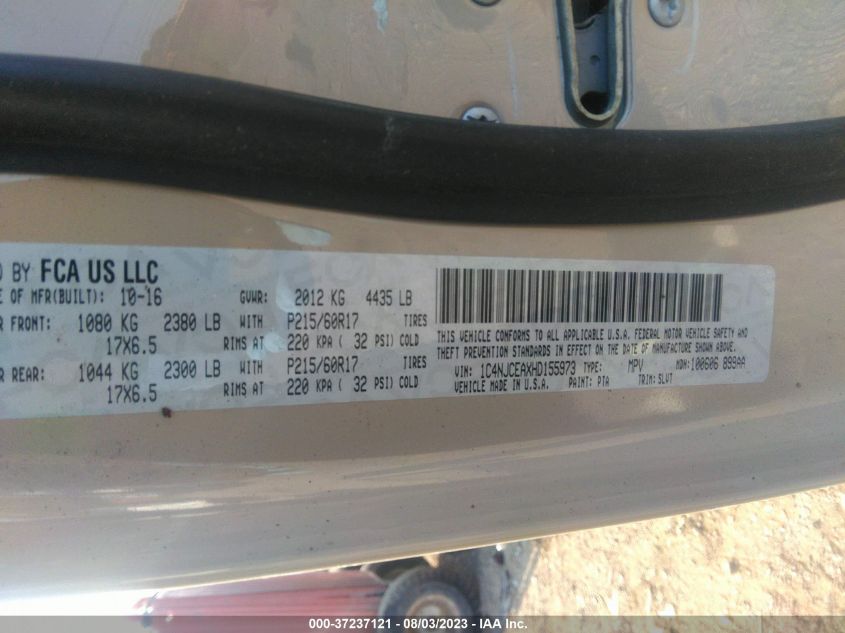 D BY FCA US LLC
E OF MFR(BUILT): 10-16 GVWR: 2012 KG 4435 LB
R FRONT: 1080 KG 2380 LB WITH P215/60R17 TIRES
17X6.5 RIMS AT 220 KPA ( 32 PSI) COLD
R REAR: 1044 KG 2300 LB WITH P215/60R17 TIRES
17X6.5 RIMS AT 220 KPA ( 32 PSI) COLD
THIS VEHICLE CONFORMS TO ALL APPLICABLE U.S.A. FEDERAL MOTOR VEHICLE SAFETY AND
THEFT PREVENTION STANDARDS IN EFFECT ON THE DATE OF MANUFACTURE SHOWN ABOVE.
VIN: 1C4NJCEAXHD155973 TYPE: MPV MDH: 100606 899AA
VEHICLE MADE IN U.S.A. PAINT: PTA TRIM: SLVT
000-37237121 - 08/03/2023 - IAA Inc.